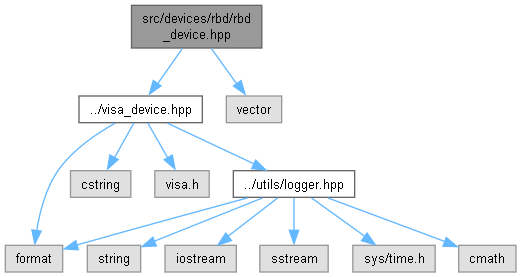 src/devices/rbd/rbd
_device.hpp
../visa_device.hpp
vector
cstring
visa.h
../utils/logger.hpp
format
string
iostream
sstream
sys/time.h
cmath